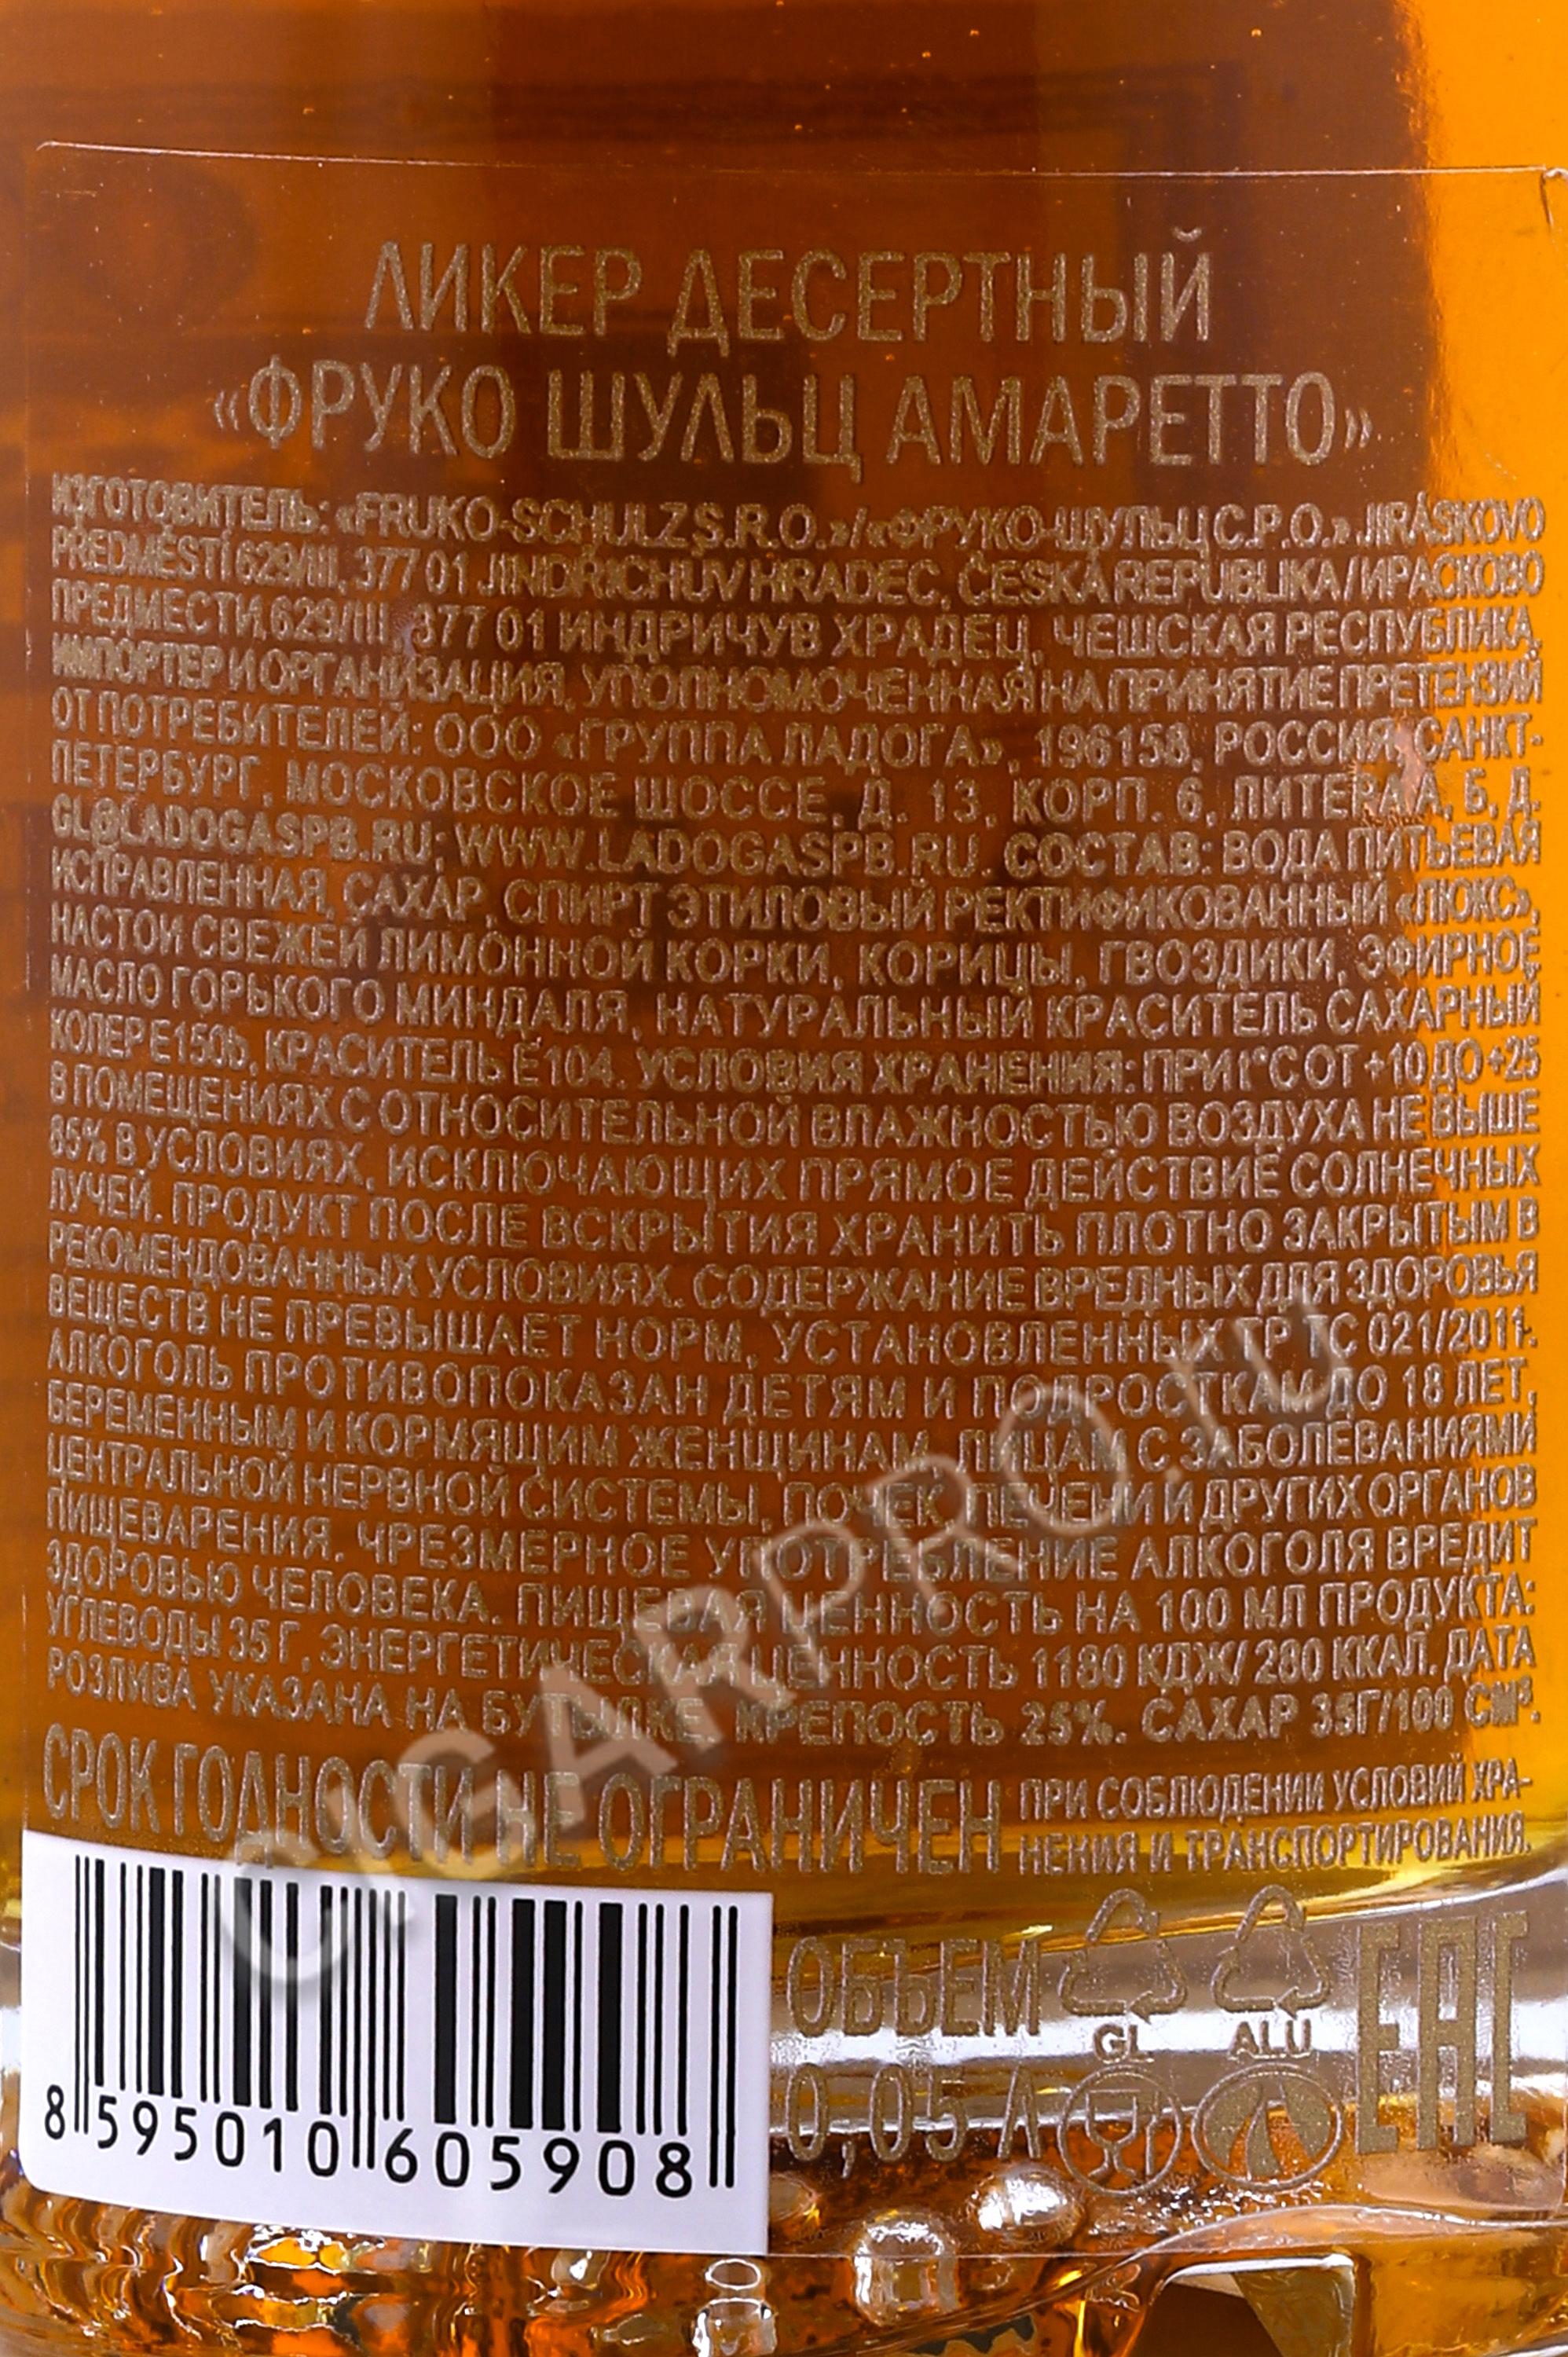 ЛИКЕР ДЕСЕРТНЫЙ
«ФРУКО ШУЛЬЦ АМАРЕТТО»
ИЗГОТОВИТЕЛЬ: «FRUKO-SCHULZ S.R.O.»/«ФРУКО-ШУЛЬЦ С.Р.О.» JIRÁSKOVO
PREDMĚSTÍ 629/III, 377 01 JINDŘICHŮV HRADEC, ČESKÁ REPUBLIKA / ИРАСКОВО
ПРЕДМЕСТИ, 629/III, 377 01 ИНДРИЧУВ ХРАДЕЦ, ЧЕШСКАЯ РЕСПУБЛИКА.
ИМПОРТЕР И ОРГАНИЗАЦИЯ, УПОЛНОМОЧЕННАЯ НА ПРИНЯТИЕ ПРЕТЕНЗИЙ
ОТ ПОТРЕБИТЕЛЕЙ: ООО «ГРУППА ЛАДОГА», 196158, РОССИЯ, САНКТ-
ПЕТЕРБУРГ, МОСКОВСКОЕ ШОССЕ, Д. 13, КОРП. 6, ЛИТЕРА А, Б, Д.
GL@LADOGASPB.RU; WWW.LADOGASPB.RU. СОСТАВ: ВОДА ПИТЬЕВАЯ
ИСПРАВЛЕННАЯ, САХАР, СПИРТ ЭТИЛОВЫЙ РЕКТИФИКОВАННЫЙ «ЛЮКС»,
НАСТОИ СВЕЖЕЙ ЛИМОННОЙ КОРКИ, КОРИЦЫ, ГВОЗДИКИ, ЭФИРНОЕ
МАСЛО ГОРЬКОГО МИНДАЛЯ, НАТУРАЛЬНЫЙ КРАСИТЕЛЬ САХАРНЫЙ
КОЛЕР Е150b, КРАСИТЕЛЬ Е104. УСЛОВИЯ ХРАНЕНИЯ: ПРИ t°С ОТ +10 ДО +25
В ПОМЕЩЕНИЯХ С ОТНОСИТЕЛЬНОЙ ВЛАЖНОСТЬЮ ВОЗДУХА НЕ ВЫШЕ
85% В УСЛОВИЯХ, ИСКЛЮЧАЮЩИХ ПРЯМОЕ ДЕЙСТВИЕ СОЛНЕЧНЫХ
ЛУЧЕЙ. ПРОДУКТ ПОСЛЕ ВСКРЫТИЯ ХРАНИТЬ ПЛОТНО ЗАКРЫТЫМ В
РЕКОМЕНДОВАННЫХ УСЛОВИЯХ. СОДЕРЖАНИЕ ВРЕДНЫХ ДЛЯ ЗДОРОВЬЯ
ВЕЩЕСТВ НЕ ПРЕВЫШАЕТ НОРМ, УСТАНОВЛЕННЫХ ТР ТС 021/2011.
АЛКОГОЛЬ ПРОТИВОПОКАЗАН ДЕТЯМ И ПОДРОСТКАМ ДО 18 ЛЕТ,
БЕРЕМЕННЫМ И КОРМЯЩИМ ЖЕНЩИНАМ, ЛИЦАМ С ЗАБОЛЕВАНИЯМИ
ЦЕНТРАЛЬНОЙ НЕРВНОЙ СИСТЕМЫ, ПОЧЕК, ПЕЧЕНИ И ДРУГИХ ОРГАНОВ
ПИЩЕВАРЕНИЯ. ЧРЕЗМЕРНОЕ УПОТРЕБЛЕНИЕ АЛКОГОЛЯ ВРЕДИТ
ЗДОРОВЬЮ ЧЕЛОВЕКА. ПИЩЕВАЯ ЦЕННОСТЬ НА 100 МЛ ПРОДУКТА:
УГЛЕВОДЫ 35 Г, ЭНЕРГЕТИЧЕСКАЯ ЦЕННОСТЬ 1180 КДЖ/ 280 ККАЛ. ДАТА
РОЗЛИВА УКАЗАНА НА БУТЫЛКЕ. КРЕПОСТЬ 25%. САХАР 35Г/100 СМ³.
СРОК ГОДНОСТИ НЕ ОГРАНИЧЕН ПРИ СОБЛЮДЕНИИ УСЛОВИЙ ХРА-
НЕНИЯ И ТРАНСПОРТИРОВАНИЯ.
CIGARPRO.ru
ОБЪЕМ
0,05 Л
GL ALU
EAC
8 595010 605908